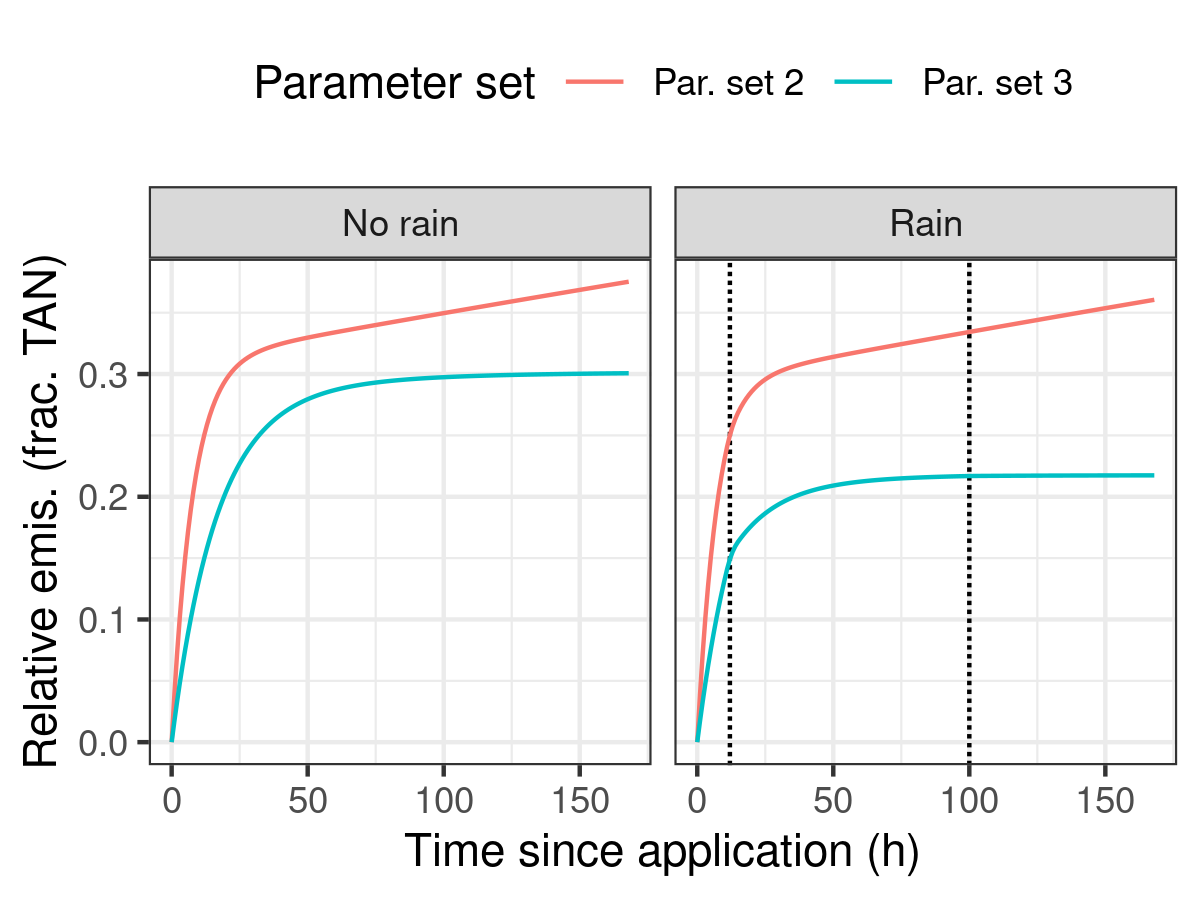 Parameter set Par. set 2 Par. set 3
No rain Rain
Relative emis. (frac. TAN)
0.3
0.2
0.1
0.0
0 50 100 150 0 50 100 150
Time since application (h)